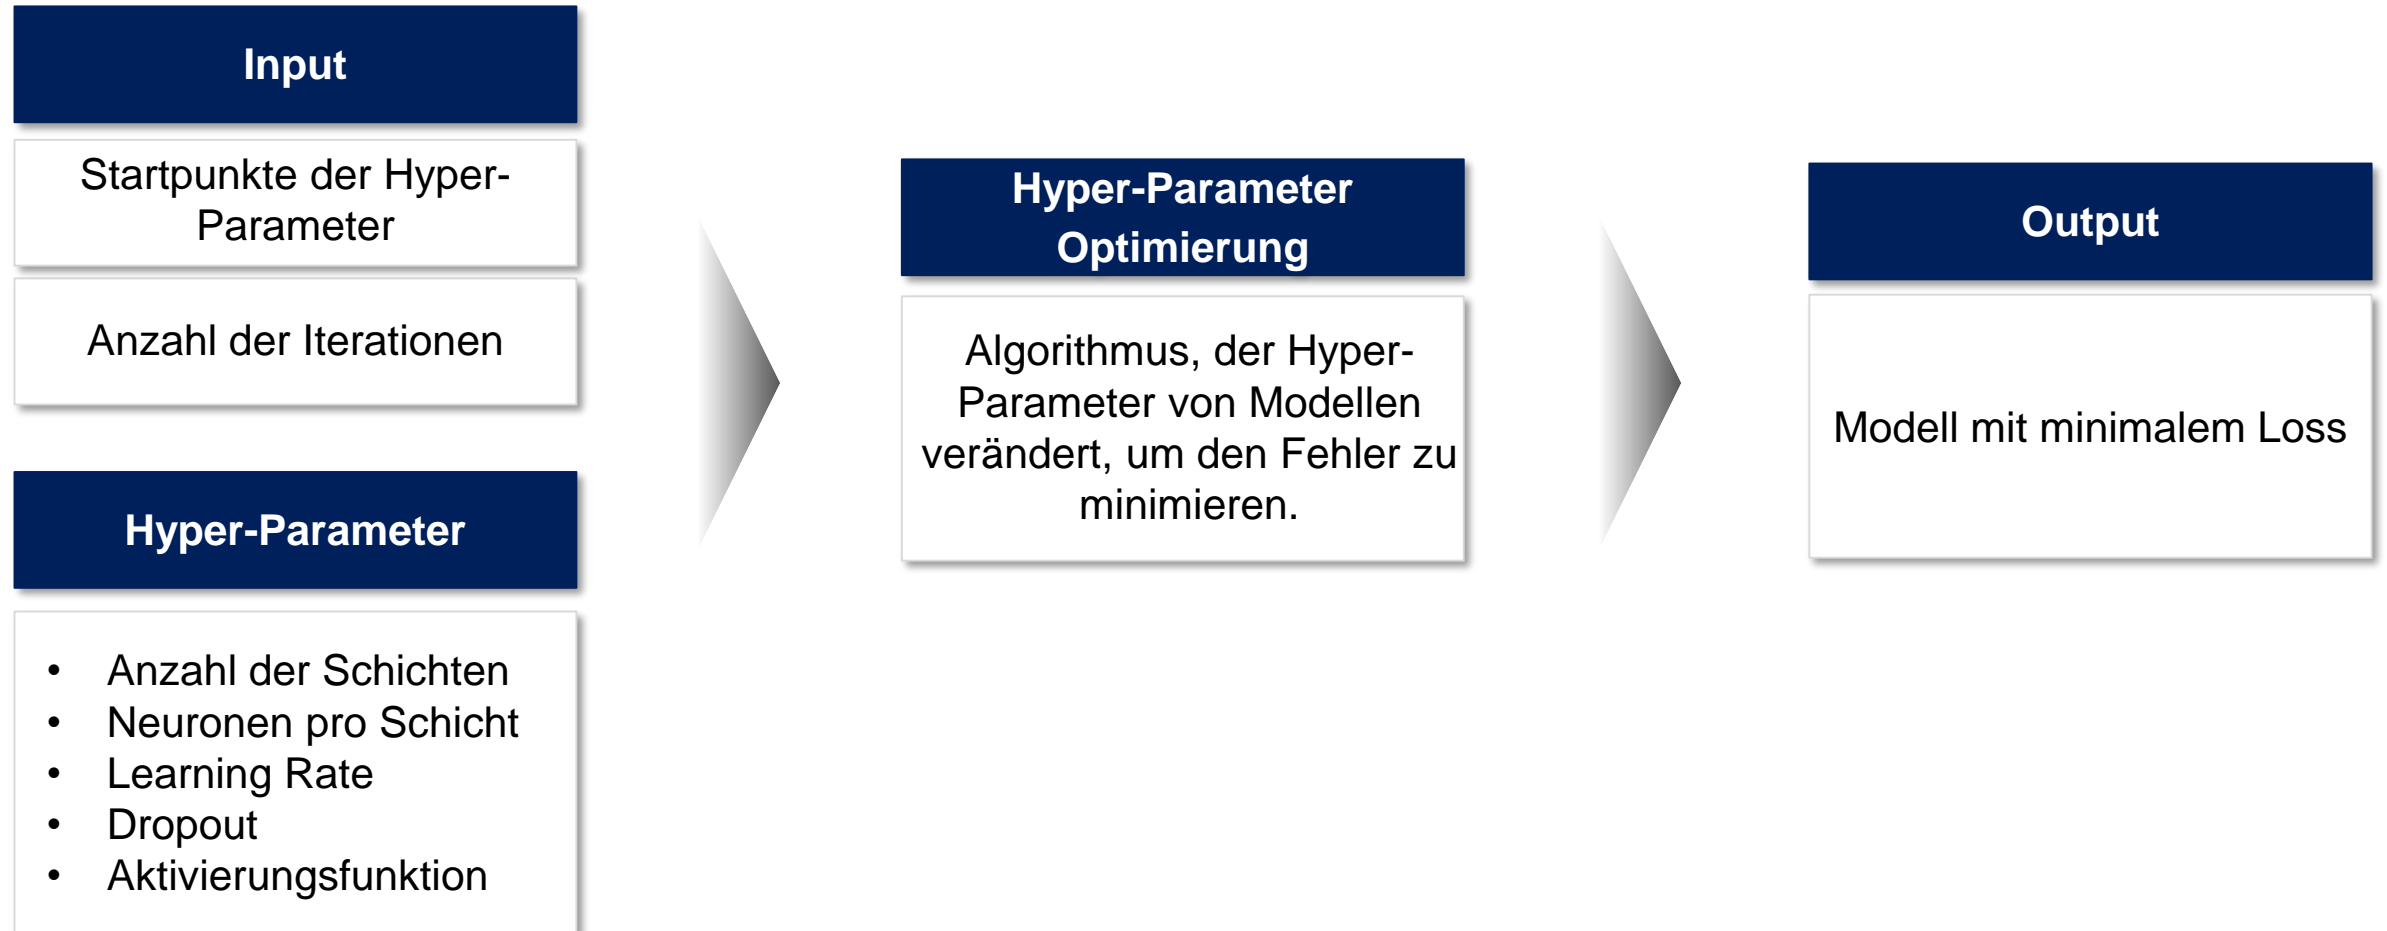 Input
Startpunkte der Hyper-
Parameter
Anzahl der Iterationen
Hyper-Parameter
• Anzahl der Schichten
• Neuronen pro Schicht
• Learning Rate
• Dropout
• Aktivierungsfunktion
Hyper-Parameter
Optimierung
Algorithmus, der Hyper-
Parameter von Modellen
verändert, um den Fehler zu
minimieren.
Output
Modell mit minimalem Loss